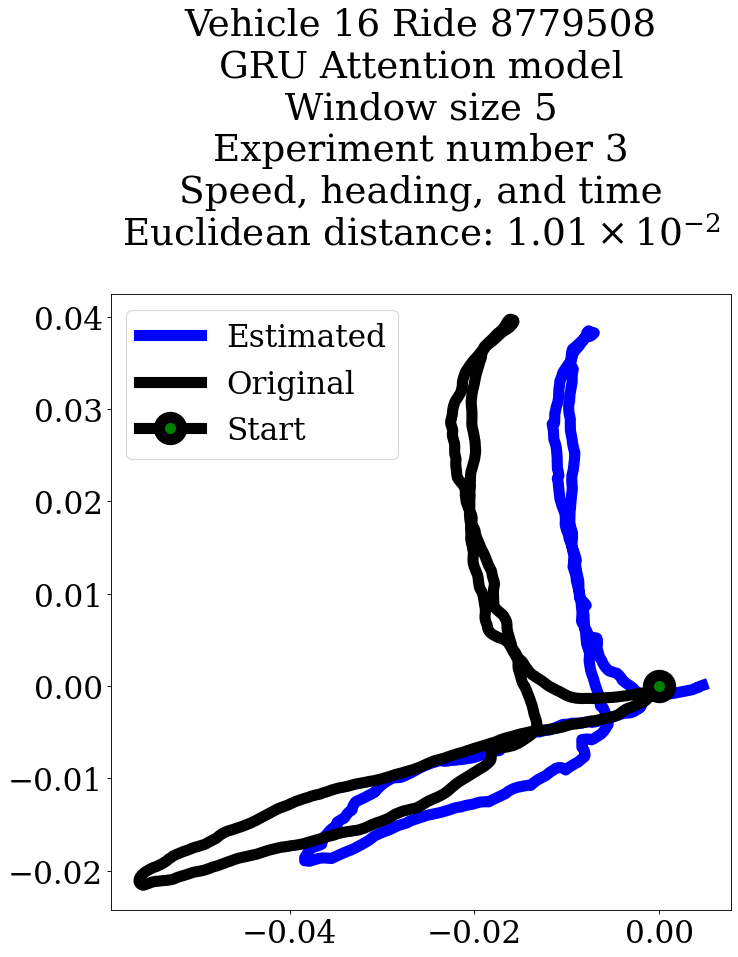 Vehicle 16 Ride 8779508
GRU Attention model
Window size 5
Experiment number 3
Speed, heading, and time
Euclidean distance: 1.01 × 10⁻²
Estimated
Original
Start
0.04
0.03
0.02
0.01
0.00
−0.01
−0.02
−0.04 −0.02 0.00